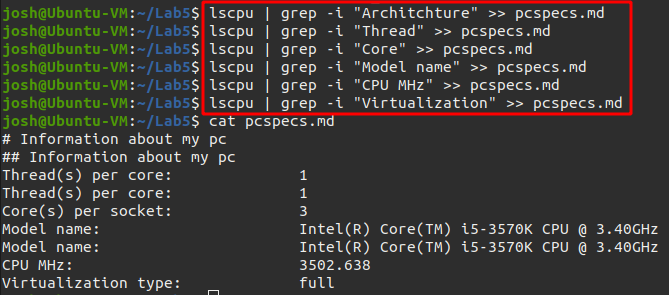 josh@Ubuntu-VM:~/Lab5$ lscpu | grep -i "Architchture" >> pcspecs.md
josh@Ubuntu-VM:~/Lab5$ lscpu | grep -i "Thread" >> pcspecs.md
josh@Ubuntu-VM:~/Lab5$ lscpu | grep -i "Core" >> pcspecs.md
josh@Ubuntu-VM:~/Lab5$ lscpu | grep -i "Model name" >> pcspecs.md
josh@Ubuntu-VM:~/Lab5$ lscpu | grep -i "CPU MHz" >> pcspecs.md
josh@Ubuntu-VM:~/Lab5$ lscpu | grep -i "Virtualization" >> pcspecs.md
josh@Ubuntu-VM:~/Lab5$ cat pcspecs.md
# Information about my pc
## Information about my pc
Thread(s) per core:              1
Thread(s) per core:              1
Core(s) per socket:              3
Model name:                      Intel(R) Core(TM) i5-3570K CPU @ 3.40GHz
Model name:                      Intel(R) Core(TM) i5-3570K CPU @ 3.40GHz
CPU MHz:                         3502.638
Virtualization type:             full